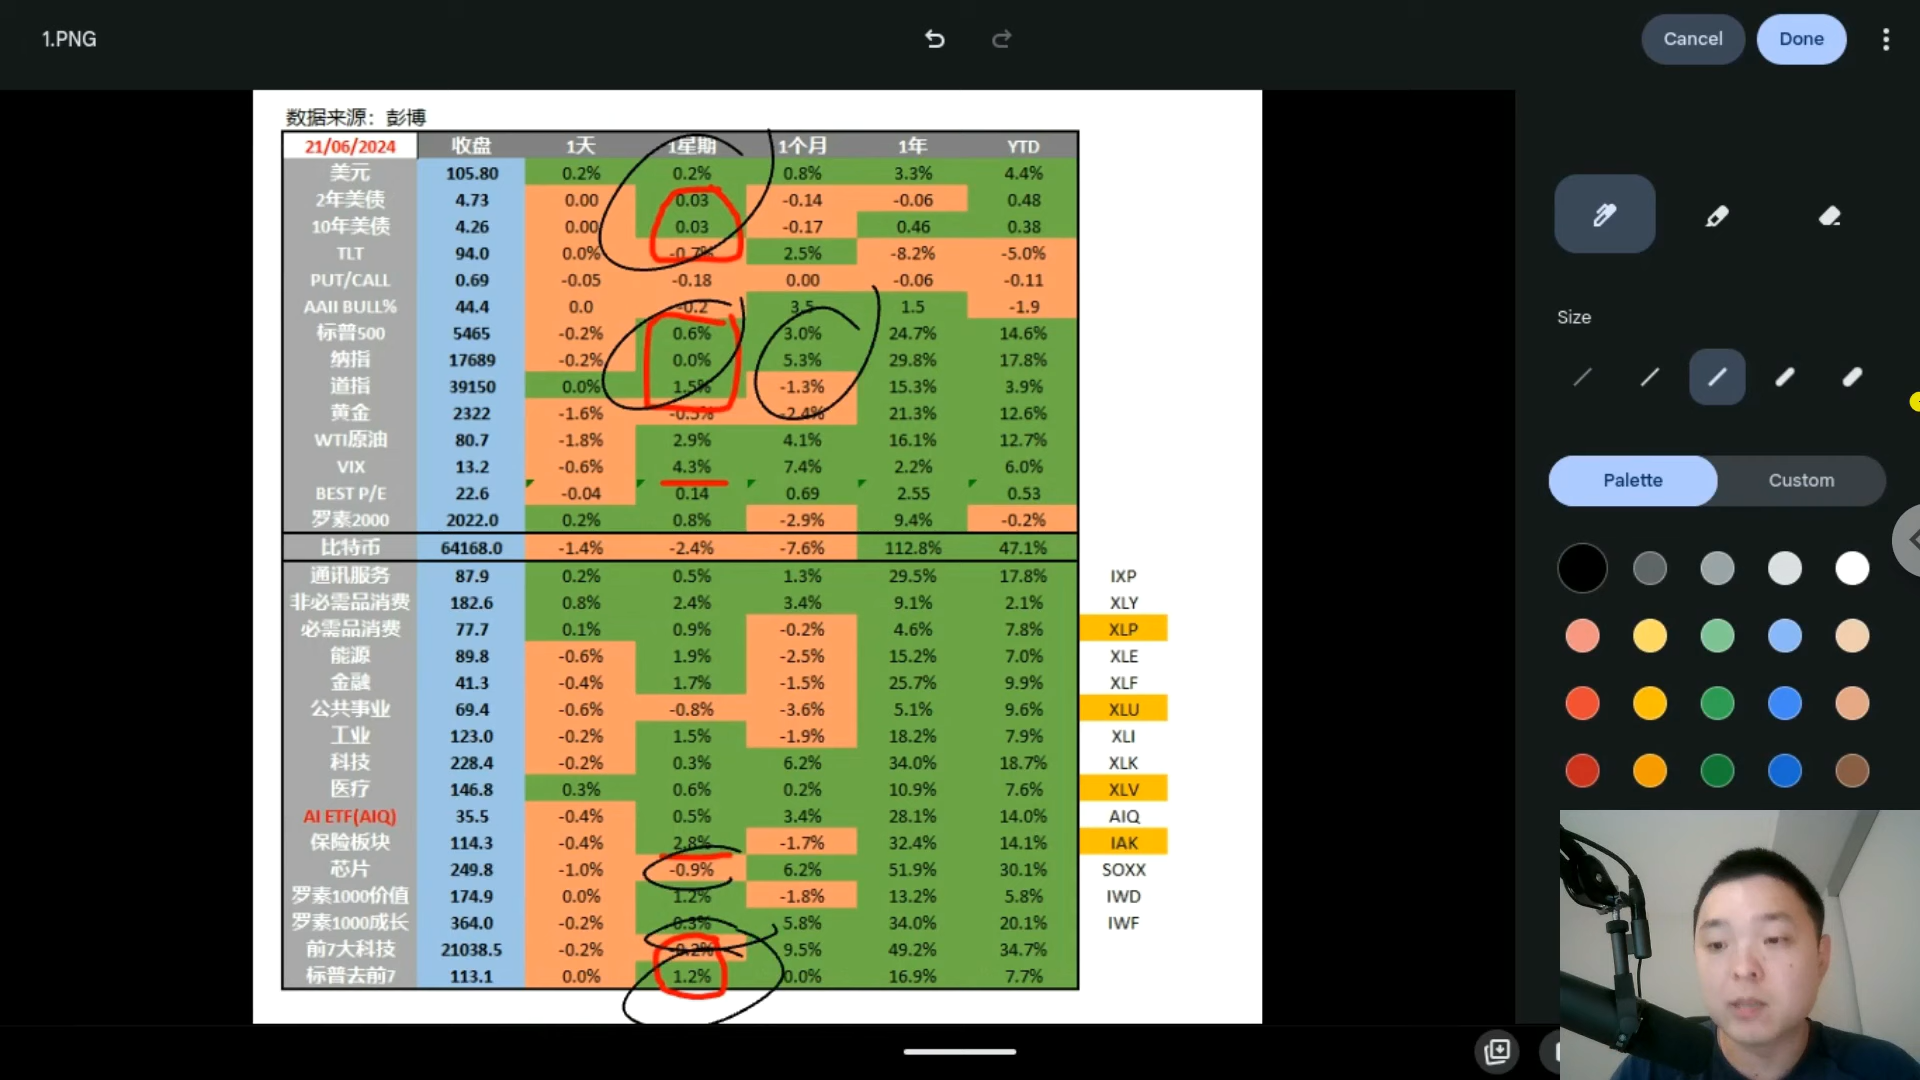 1.PNG
Cancel
Done
数据来源：彭博
21/06/2024 收盘 1天 1星期 1个月 1年 YTD
美元 105.80 0.2% 0.2% 0.8% 3.3% 4.4%
2年美债 4.73 0.00 0.03 -0.14 -0.06 0.48
10年美债 4.26 0.00 0.03 -0.17 0.46 0.38
TLT 94.0 0.0% -0.7% 2.5% -8.2% -5.0%
PUT/CALL 0.69 -0.05 -0.18 0.00 -0.06 -0.11
AAII BULL% 44.4 0.0 -0.2 3.5 1.5 -1.9
标普500 5465 -0.2% 0.6% 3.0% 24.7% 14.6%
纳指 17689 -0.2% 0.0% 5.3% 29.8% 17.8%
道指 39150 0.0% 1.5% -1.3% 15.3% 3.9%
黄金 2322 -1.6% -0.5% -2.4% 21.3% 12.6%
WTI原油 80.7 -1.8% 2.9% 4.1% 16.1% 12.7%
VIX 13.2 -0.6% 4.3% 7.4% 2.2% 6.0%
BEST P/E 22.6 -0.04 0.14 0.69 2.55 0.53
罗素2000 2022.0 0.2% 0.8% -2.9% 9.4% -0.2%
比特币 64168.0 -1.4% -2.4% -7.6% 112.8% 47.1%
通讯服务 87.9 0.2% 0.5% 1.3% 29.5% 17.8% IXP
非必需品消费 182.6 0.8% 2.4% 3.4% 9.1% 2.1% XLY
必需品消费 77.7 0.1% 0.9% -0.2% 4.6% 7.8% XLP
能源 89.8 -0.6% 1.9% -2.5% 15.2% 7.0% XLE
金融 41.3 -0.4% 1.7% -1.5% 25.7% 9.9% XLF
公共事业 69.4 -0.6% -0.8% -3.6% 5.1% 9.6% XLU
工业 123.0 -0.2% 1.5% -1.9% 18.2% 7.9% XLI
科技 228.4 -0.2% 0.3% 6.2% 34.0% 18.7% XLK
医疗 146.8 0.3% 0.6% 0.2% 10.9% 7.6% XLV
AI ETF(AIQ) 35.5 -0.4% 0.5% 3.4% 28.1% 14.0% AIQ
保险板块 114.3 -0.4% 2.8% -1.7% 32.4% 14.1% IAK
芯片 249.8 -1.0% -0.9% 6.2% 51.9% 30.1% SOXX
罗素1000价值 174.9 0.0% 1.2% -1.8% 13.2% 5.8% IWD
罗素1000成长 364.0 -0.2% 0.3% 5.8% 34.0% 20.1% IWF
前7大科技 21038.5 -0.2% -0.2% 9.5% 49.2% 34.7%
标普去前7 113.1 0.0% 1.2% 0.0% 16.9% 7.7%
Size
Palette
Custom